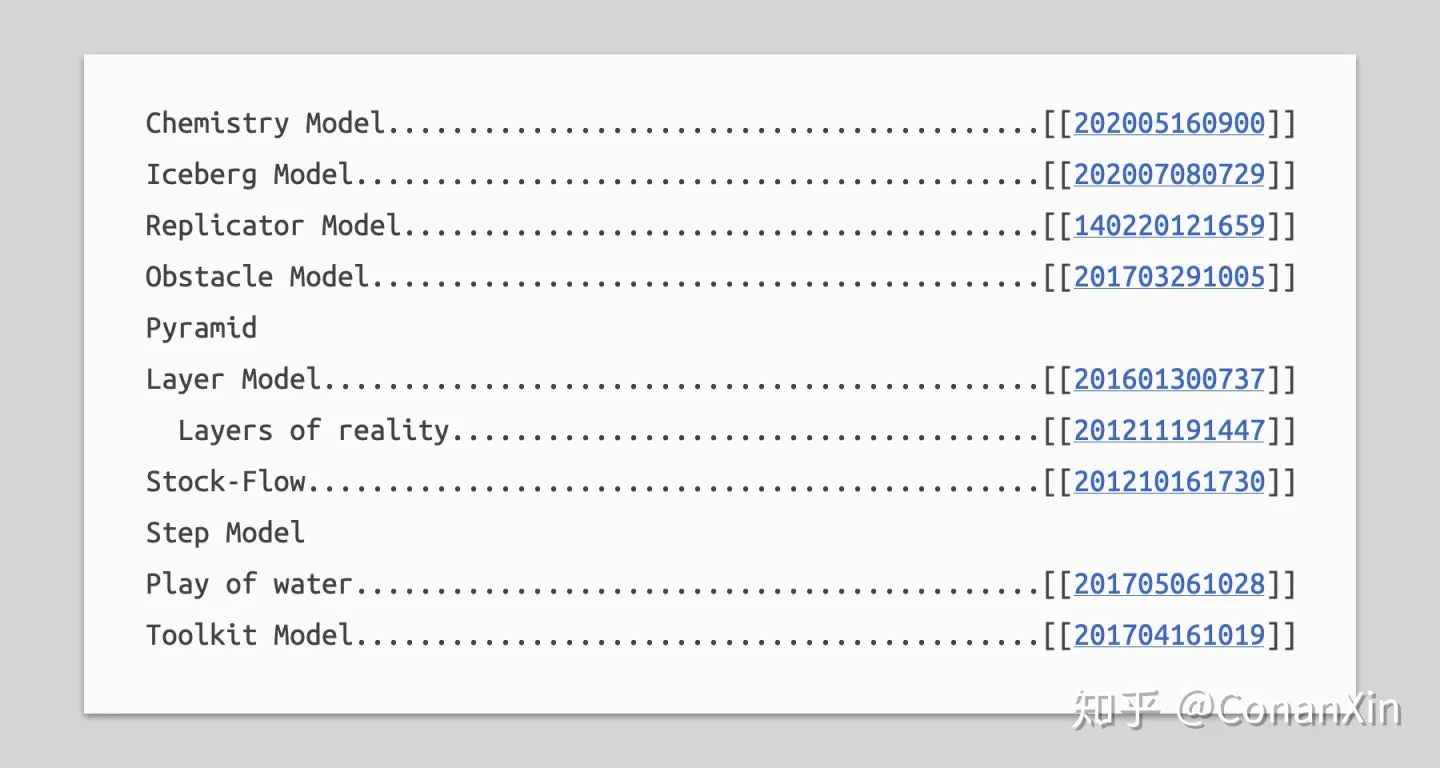 Chemistry Model.........................................[[202005160900]]
Iceberg Model...........................................[[202007080729]]
Replicator Model........................................[[140220121659]]
Obstacle Model..........................................[[201703291005]]
Pyramid
Layer Model.............................................[[201601300737]]
  Layers of reality.....................................[[201211191447]]
Stock-Flow..............................................[[201210161730]]
Step Model
Play of water...........................................[[201705061028]]
Toolkit Model...........................................[[201704161019]]
知乎 @ConanXin